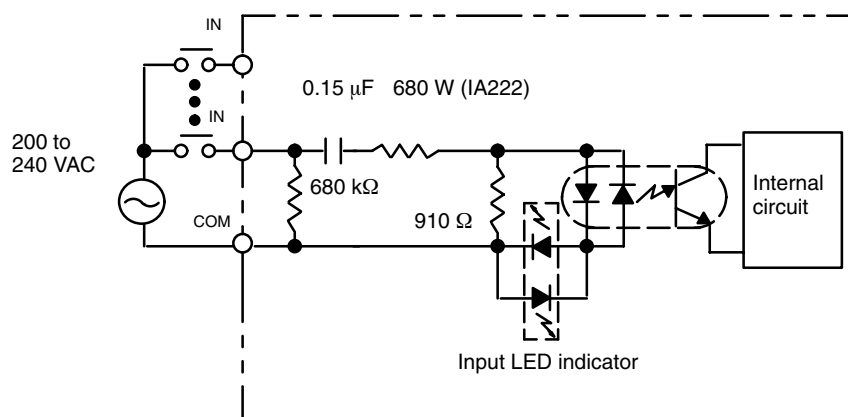 IN
0.15 μF 680 W (IA222)
IN
200 to
240 VAC
680 kΩ
Internal
circuit
COM
910 Ω
Input LED indicator